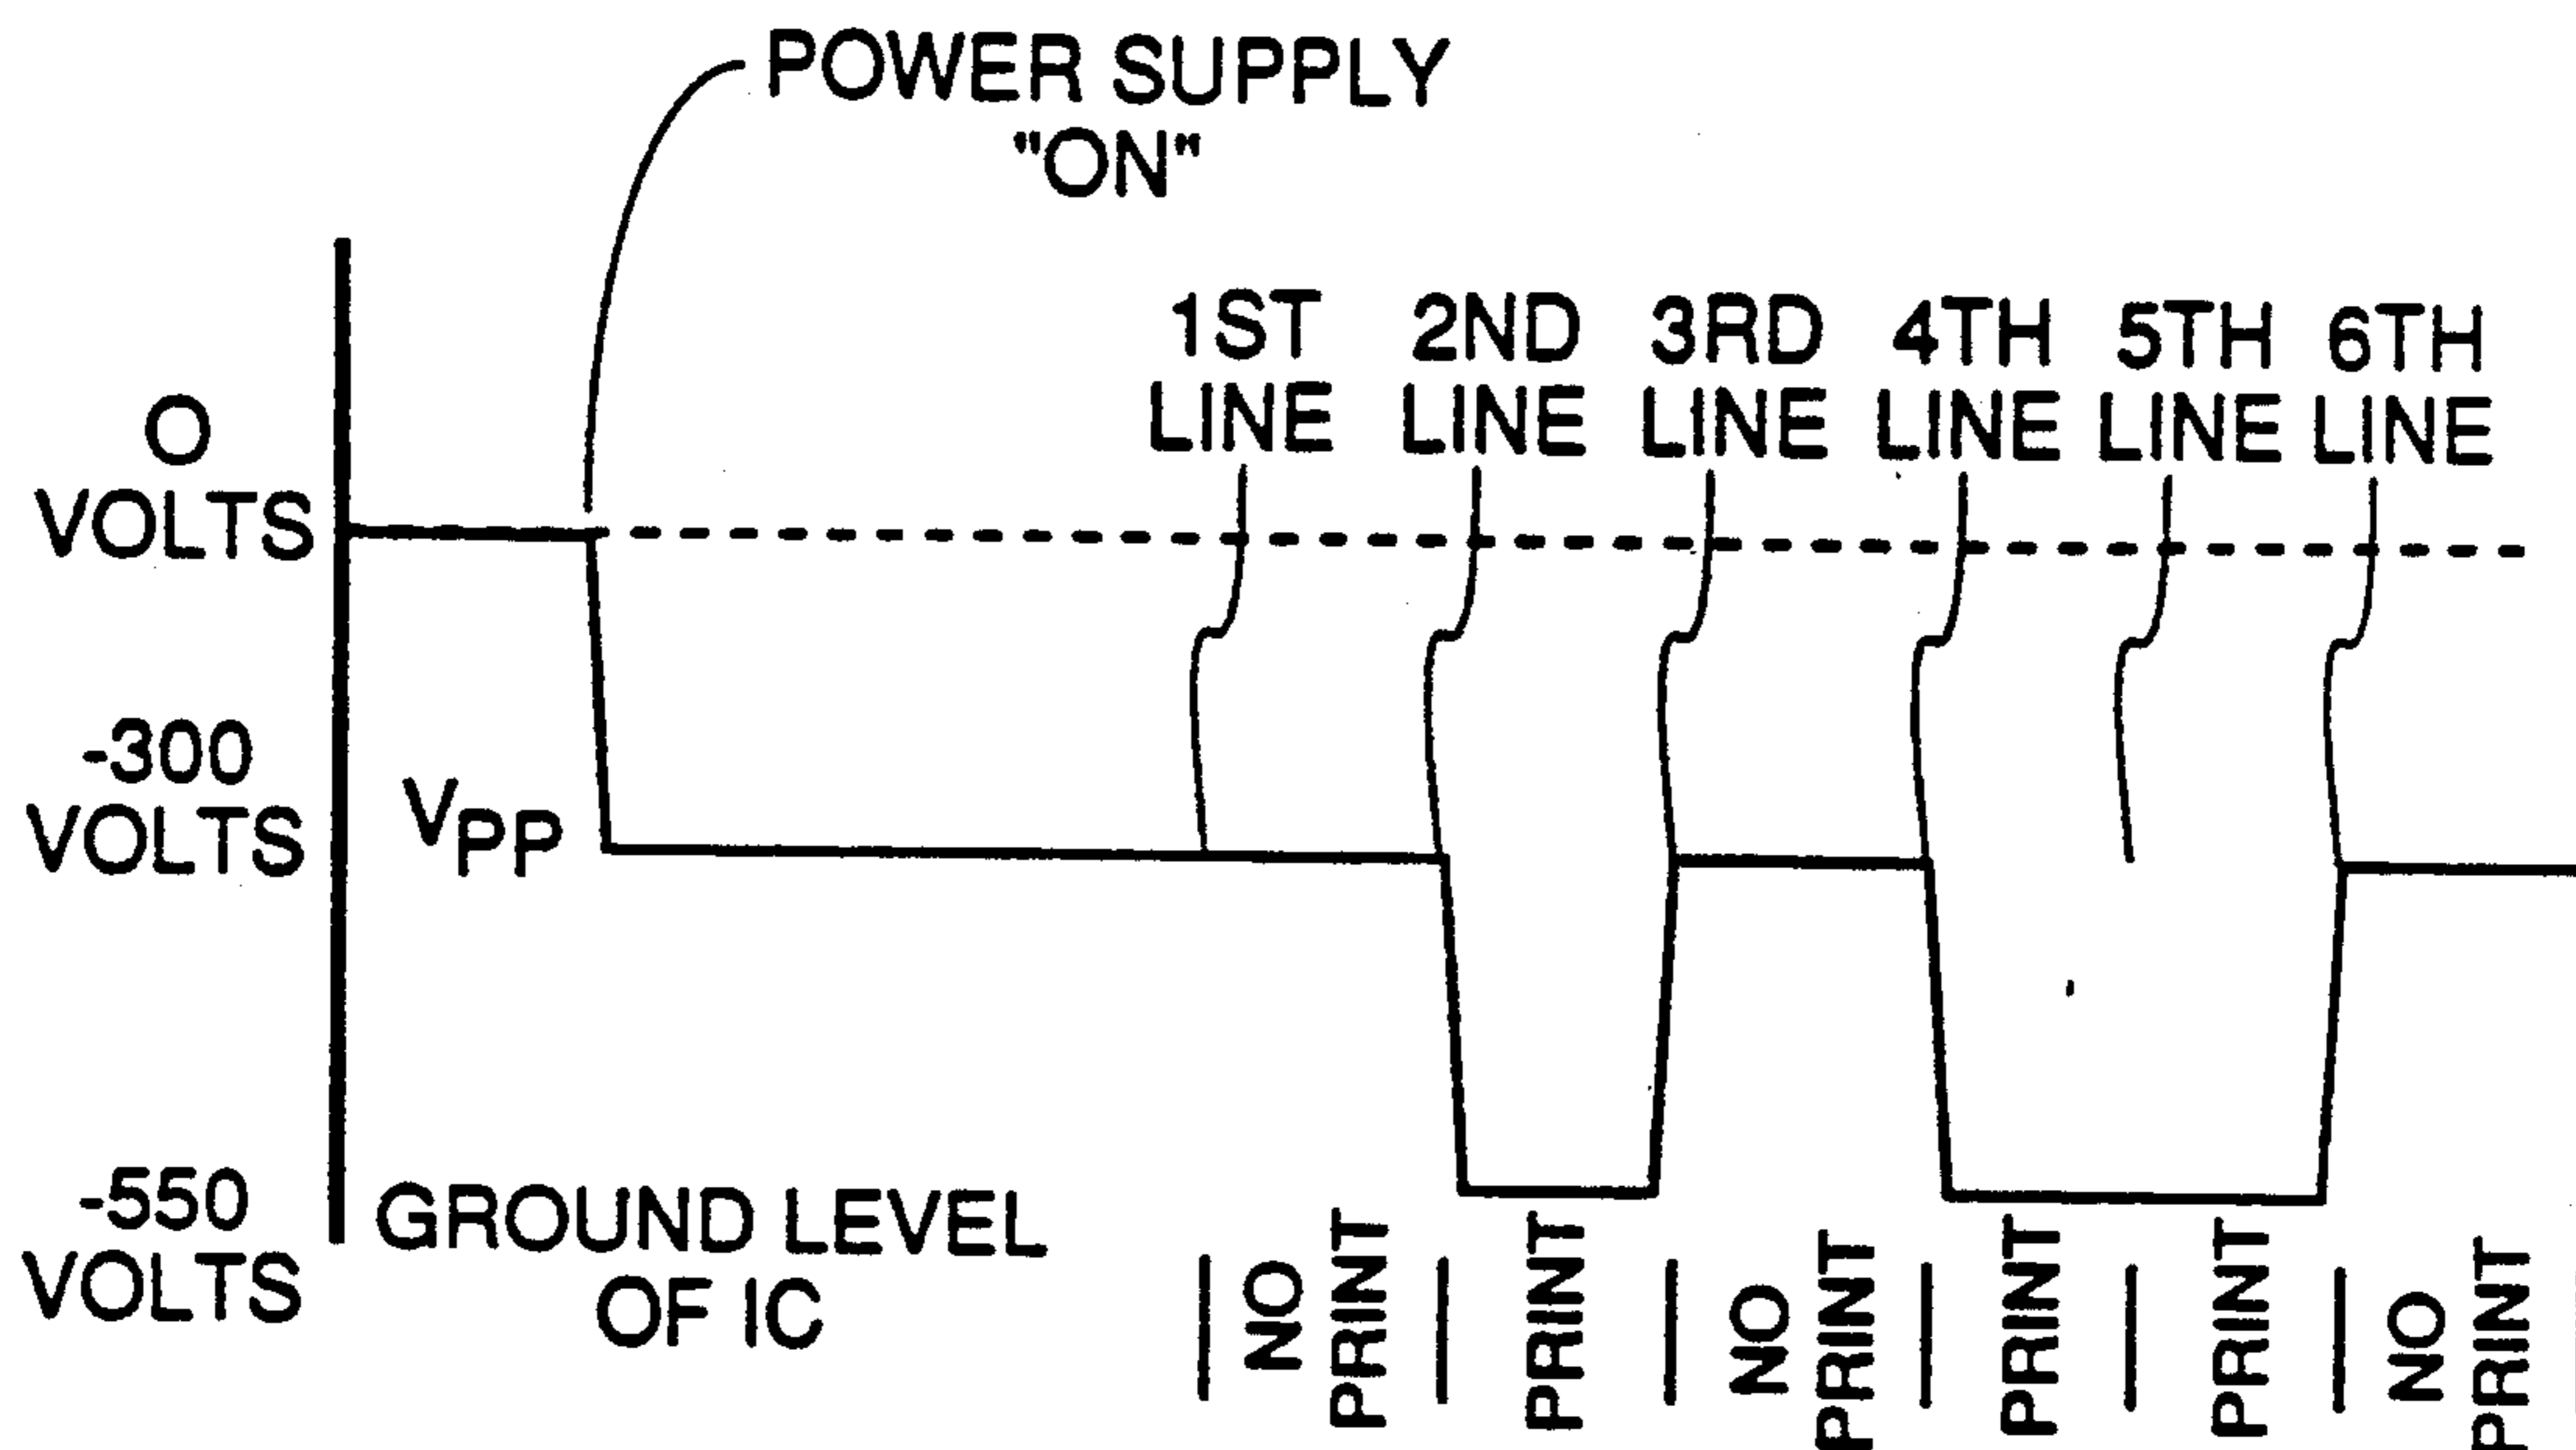 POWER SUPPLY
"ON"
1ST
LINE
2ND
LINE
3RD
LINE
4TH
LINE
5TH
LINE
6TH
LINE
O
VOLTS
-300
VOLTS
VPP
-550
VOLTS
GROUND LEVEL
OF IC
NO
PRINT
PRINT
NO
PRINT
PRINT
PRINT
NO
PRINT